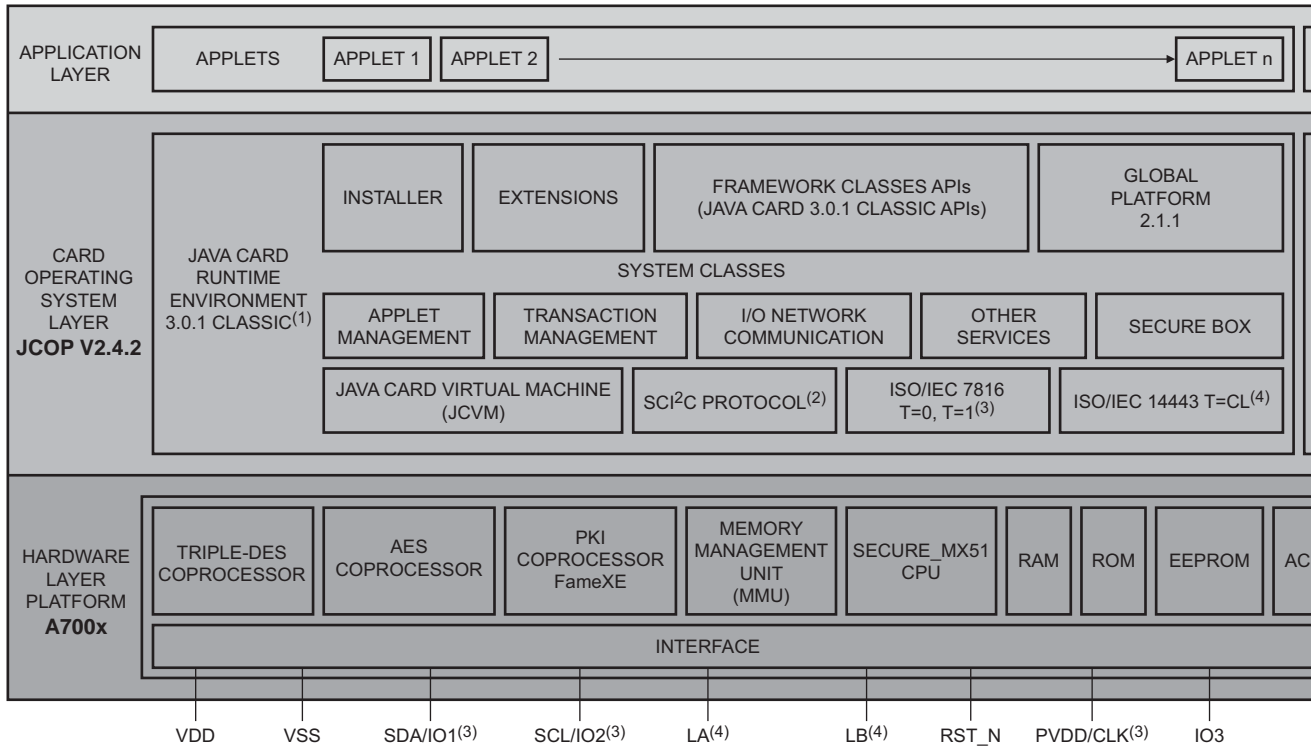 APPLICATION
LAYER
APPLETS
APPLET 1
APPLET 2
APPLET n
CARD
OPERATING
SYSTEM
LAYER
JCOP V2.4.2
JAVA CARD
RUNTIME
ENVIRONMENT
3.0.1 CLASSIC(1)
INSTALLER
EXTENSIONS
FRAMEWORK CLASSES APIs
(JAVA CARD 3.0.1 CLASSIC APIs)
GLOBAL
PLATFORM
2.1.1
SYSTEM CLASSES
APPLET
MANAGEMENT
TRANSACTION
MANAGEMENT
I/O NETWORK
COMMUNICATION
OTHER
SERVICES
SECURE BOX
JAVA CARD VIRTUAL MACHINE
(JCVM)
SCI²C PROTOCOL(2)
ISO/IEC 7816
T=0, T=1(3)
ISO/IEC 14443 T=CL(4)
HARDWARE
LAYER
PLATFORM
A700x
TRIPLE-DES
COPROCESSOR
AES
COPROCESSOR
PKI
COPROCESSOR
FameXE
MEMORY
MANAGEMENT
UNIT
(MMU)
SECURE_MX51
CPU
RAM
ROM
EEPROM
AC
INTERFACE
VDD
VSS
SDA/IO1(3)
SCL/IO2(3)
LA(4)
LB(4)
RST_N
PVDD/CLK(3)
IO3